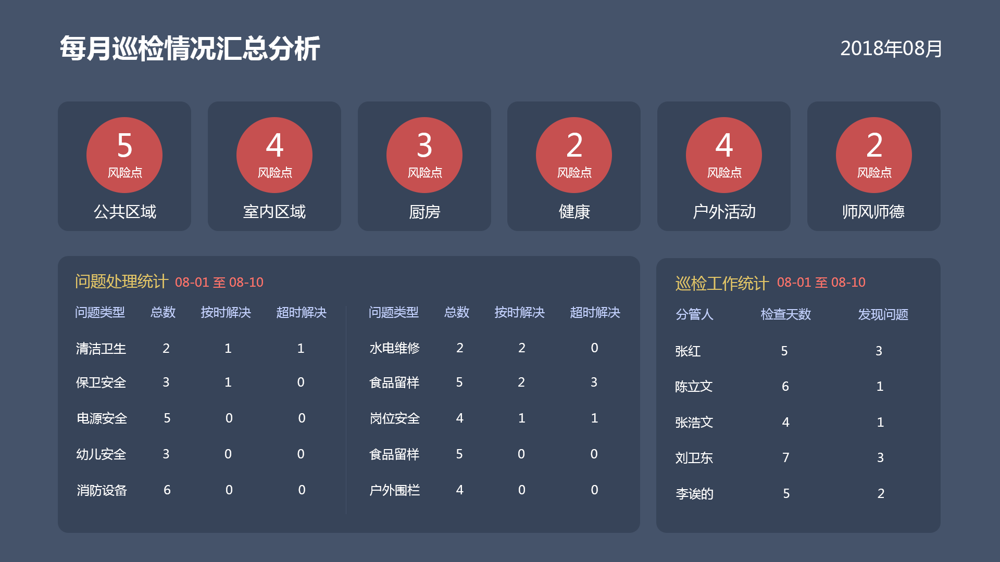 每月巡检情况汇总分析
2018年08月
5
风险点
公共区域
4
风险点
室内区域
3
风险点
厨房
2
风险点
健康
4
风险点
户外活动
2
风险点
师风师德
问题处理统计 08-01 至 08-10
问题类型 总数 按时解决 超时解决
清洁卫生 2 1 1
保卫安全 3 1 0
电源安全 5 0 0
幼儿安全 3 0 0
消防设备 6 0 0
问题类型 总数 按时解决 超时解决
水电维修 2 2 0
食品留样 5 2 3
岗位安全 4 1 1
食品留样 5 0 0
户外围栏 4 0 0
巡检工作统计 08-01 至 08-10
分管人 检查天数 发现问题
张红 5 3
陈立文 6 1
张浩文 4 1
刘卫东 7 3
李诶的 5 2